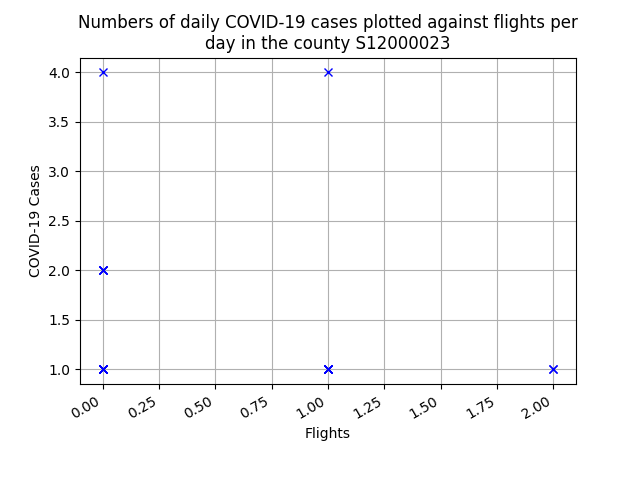 Numbers of daily COVID-19 cases plotted against flights per
day in the county S12000023
4.0
3.5
3.0
2.5
2.0
1.5
1.0
COVID-19 Cases
0.00 0.25 0.50 0.75 1.00 1.25 1.50 1.75 2.00
Flights